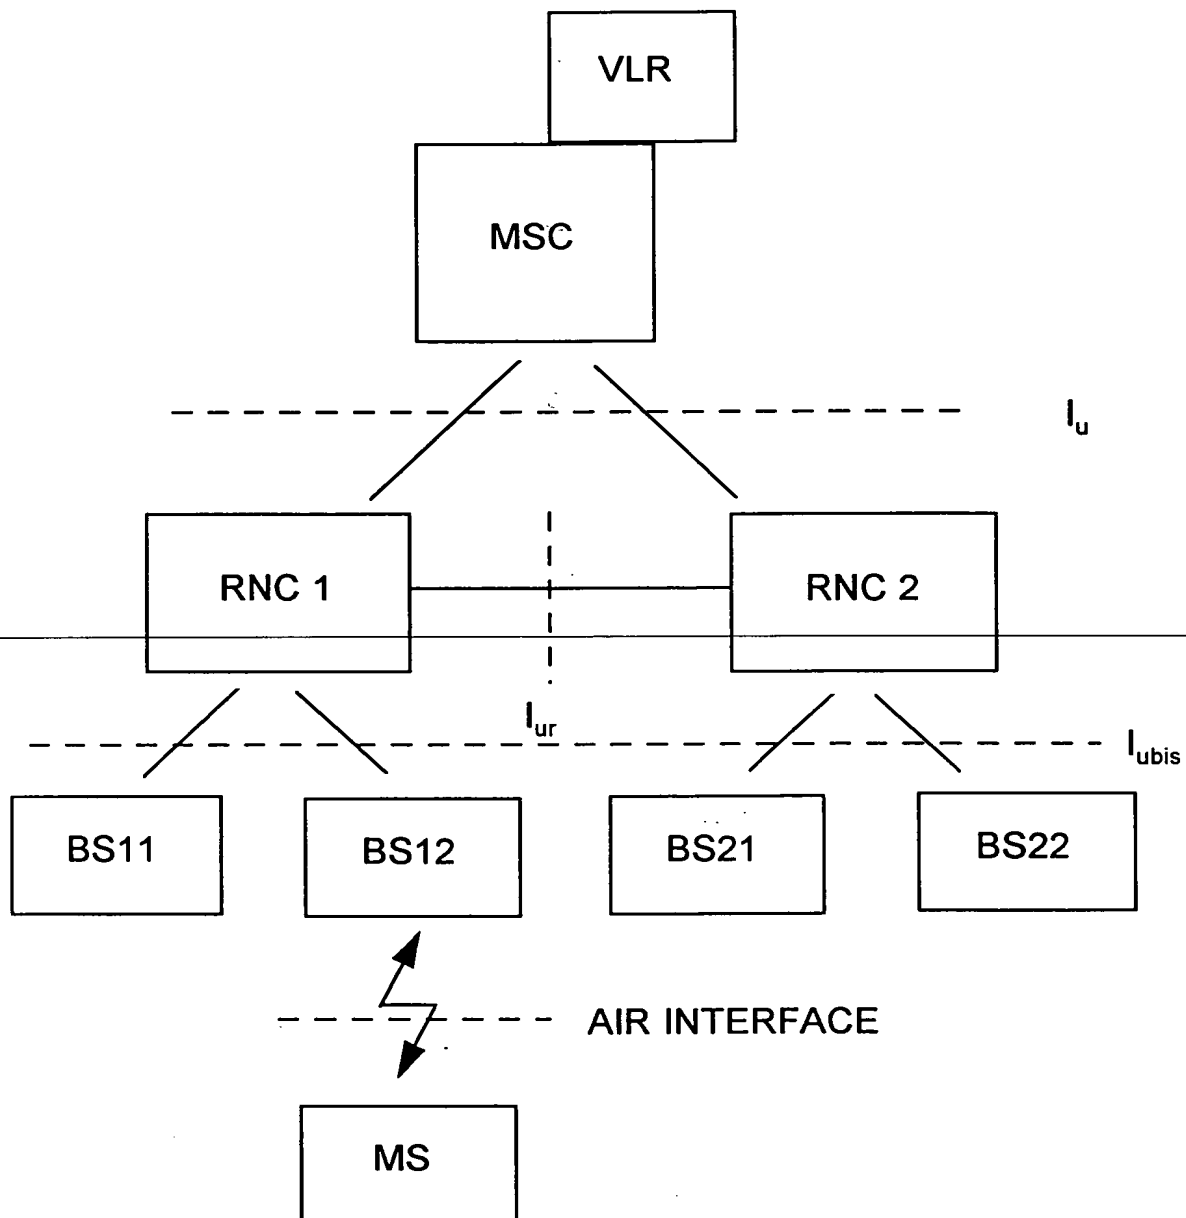 VLR
MSC
Iu
RNC 1
RNC 2
Iur
Iubis
BS11
BS12
BS21
BS22
AIR INTERFACE
MS